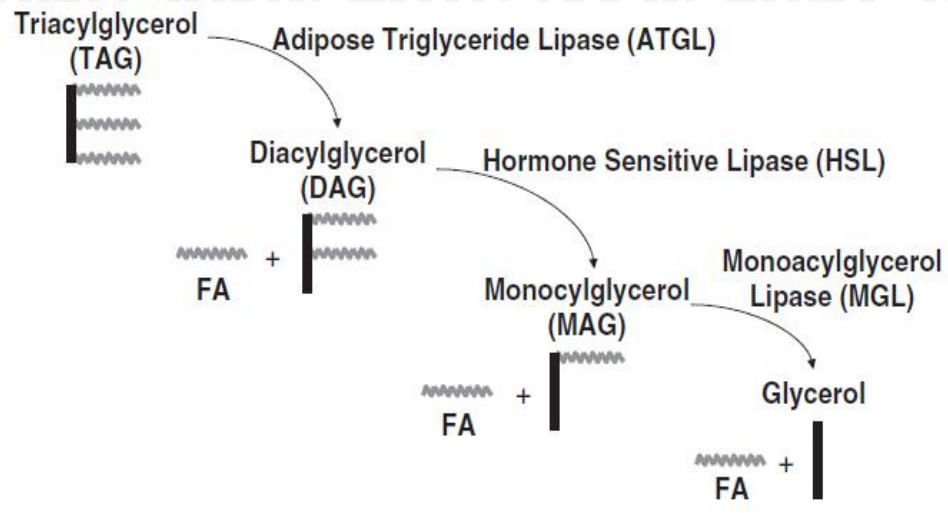 Triacylglycerol
(TAG)
Adipose Triglyceride Lipase (ATGL)
Diacylglycerol
(DAG)
Hormone Sensitive Lipase (HSL)
+
FA
Monocylglycerol
(MAG)
Monoacylglycerol
Lipase (MGL)
+
FA
Glycerol
+
FA